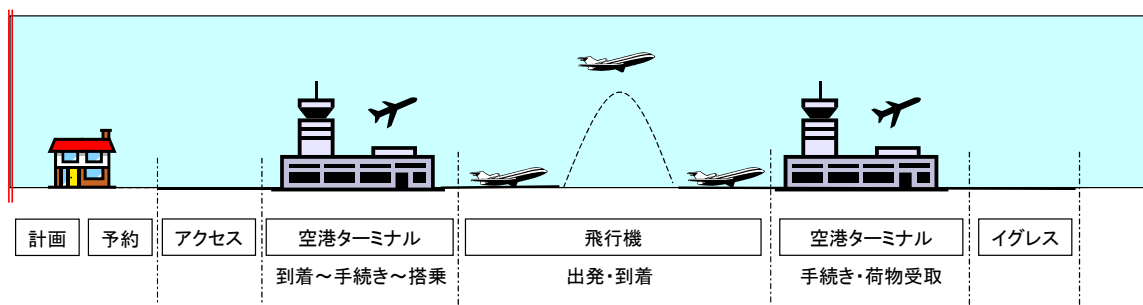 計画
予約
アクセス
空港ターミナル
飛行機
空港ターミナル
イグレス
到着～手続き～搭乗
出発・到着
手続き・荷物受取